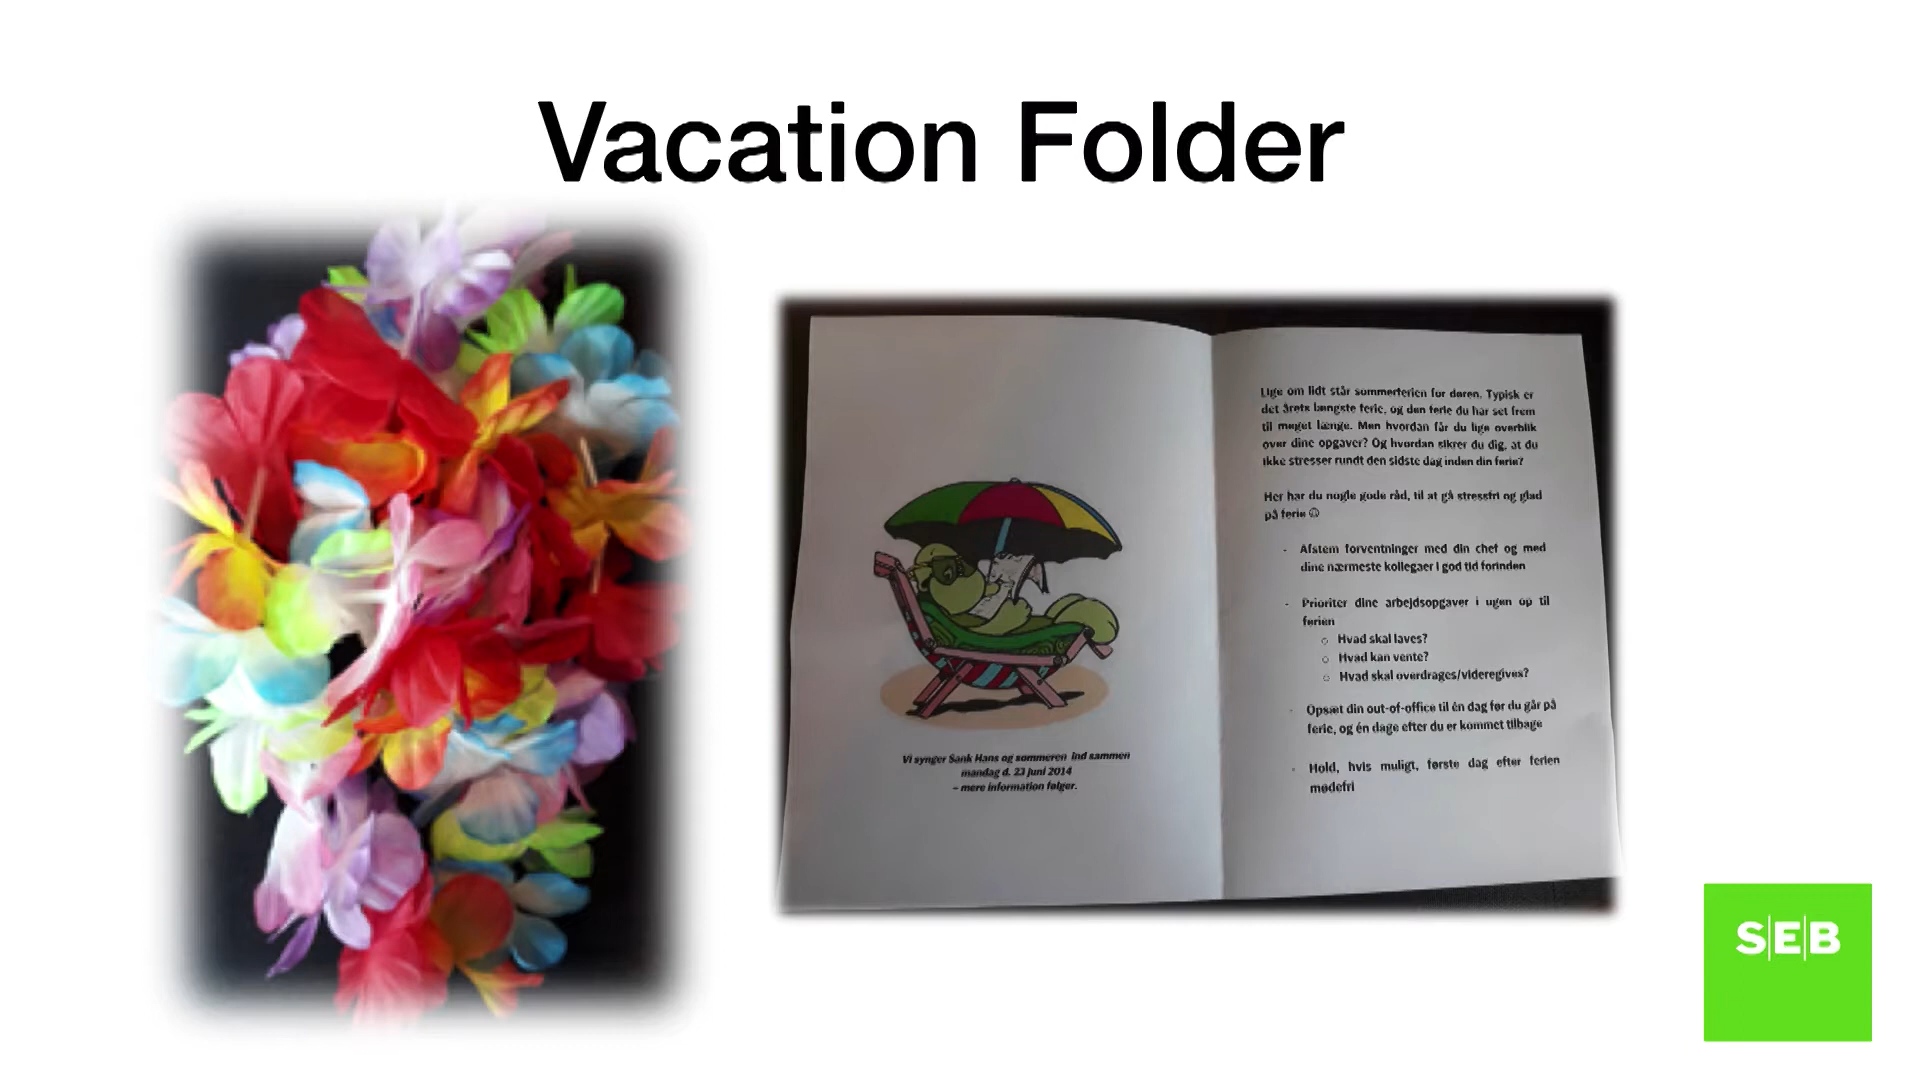 Vacation Folder
Lige om lidt står sommerferien for døren. Typisk er
det årets længste ferie, og den ferie du har set frem
til meget længe. Men hvordan får du lige overblik
over dine opgaver? Og hvordan sikrer du dig, at du
ikke stresser rundt den sidste dag inden din ferie?
Her har du nogle gode råd, til at gå stressfri og glad
på ferie ☺
- Afstem forventninger med din chef og med
dine nærmeste kollegaer i god tid forinden
- Prioriter dine arbejdsopgaver i ugen op til
ferien
o Hvad skal laves?
o Hvad kan vente?
o Hvad skal overdrages/videregives?
- Opsæt din out-of-office til én dag før du går på
ferie, og én dage efter du er kommet tilbage
- Hold, hvis muligt, første dag efter ferien
mødefri
Vi synger Sank Hans og sommeren ind sammen
mandag d. 23 juni 2014
– mere information følger.
S|E|B